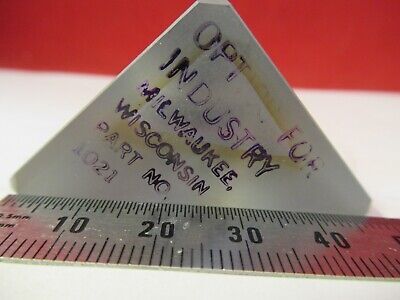 OPT FOR
INDUSTRY
MILWAUKEE,
WISCONSIN
PART NO
1021
10 20 30 40